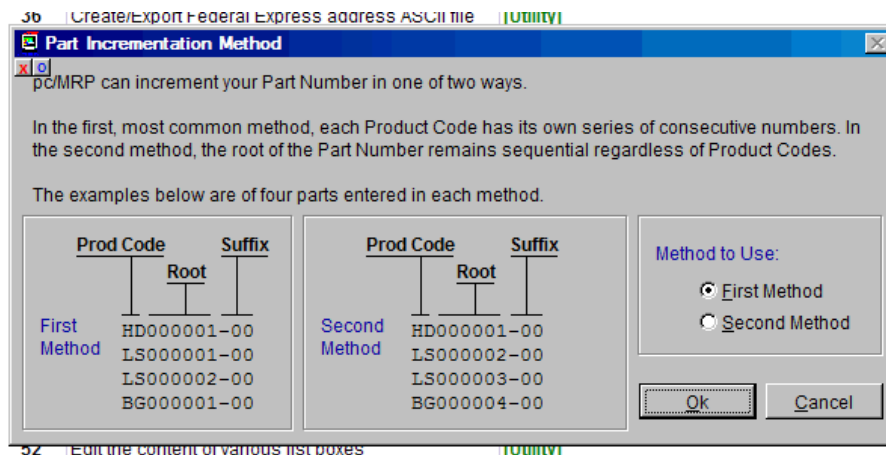 36 Create/Export Federal Express address ASCII file [Utility]
Part Incrementation Method
x o
pc/MRP can increment your Part Number in one of two ways.
In the first, most common method, each Product Code has its own series of consecutive numbers. In
the second method, the root of the Part Number remains sequential regardless of Product Codes.
The examples below are of four parts entered in each method.
Prod Code Suffix
Root
First
Method
HD000001-00
LS000001-00
LS000002-00
BG000001-00
Prod Code Suffix
Root
Second
Method
HD000001-00
LS000002-00
LS000003-00
BG000004-00
Method to Use:
First Method
Second Method
Ok Cancel
52 Edit the content of various list boxes [Utility]